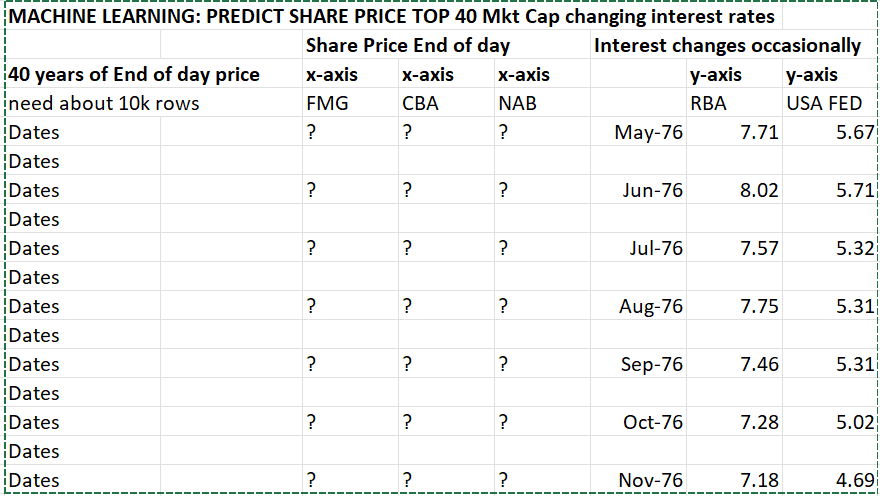 MACHINE LEARNING: PREDICT SHARE PRICE TOP 40 Mkt Cap changing interest rates
Share Price End of day Interest changes occasionally
40 years of End of day price x-axis x-axis x-axis y-axis y-axis
need about 10k rows FMG CBA NAB RBA USA FED
Dates ? ? ? May-76 7.71 5.67
Dates
Dates ? ? ? Jun-76 8.02 5.71
Dates
Dates ? ? ? Jul-76 7.57 5.32
Dates
Dates ? ? ? Aug-76 7.75 5.31
Dates
Dates ? ? ? Sep-76 7.46 5.31
Dates
Dates ? ? ? Oct-76 7.28 5.02
Dates
Dates ? ? ? Nov-76 7.18 4.69